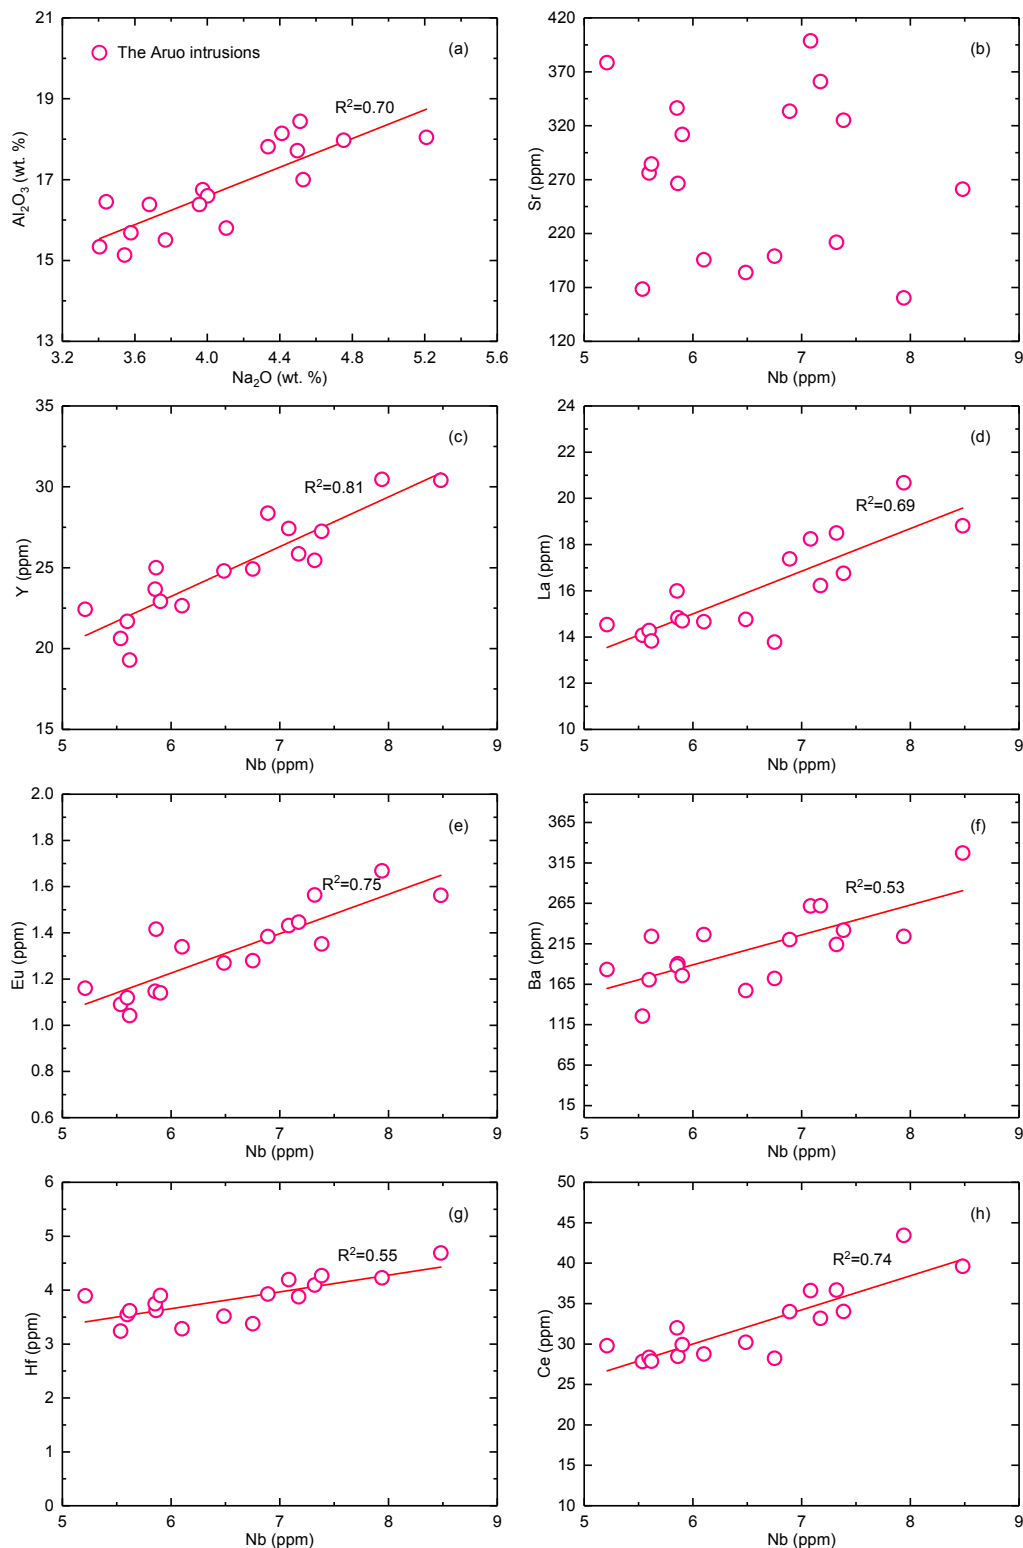 21
19
17
15
13
Al₂O₃ (wt. %)
The Aruo intrusions
(a)
R²=0.70
3.2 3.6 4.0 4.4 4.8 5.2 5.6
Na₂O (wt. %)
420
370
320
270
220
170
120
Sr (ppm)
(b)
5 6 7 8 9
Nb (ppm)
35
30
25
20
15
Y (ppm)
(c)
R²=0.81
5 6 7 8 9
Nb (ppm)
24
22
20
18
16
14
12
10
La (ppm)
(d)
R²=0.69
5 6 7 8 9
Nb (ppm)
2.0
1.8
1.6
1.4
1.2
1.0
0.8
0.6
Eu (ppm)
(e)
R²=0.75
5 6 7 8 9
Nb (ppm)
365
315
265
215
165
115
65
15
Ba (ppm)
(f)
R²=0.53
5 6 7 8 9
Nb (ppm)
6
5
4
3
2
1
0
Hf (ppm)
(g)
R²=0.55
5 6 7 8 9
Nb (ppm)
50
45
40
35
30
25
20
15
10
Ce (ppm)
(h)
R²=0.74
5 6 7 8 9
Nb (ppm)